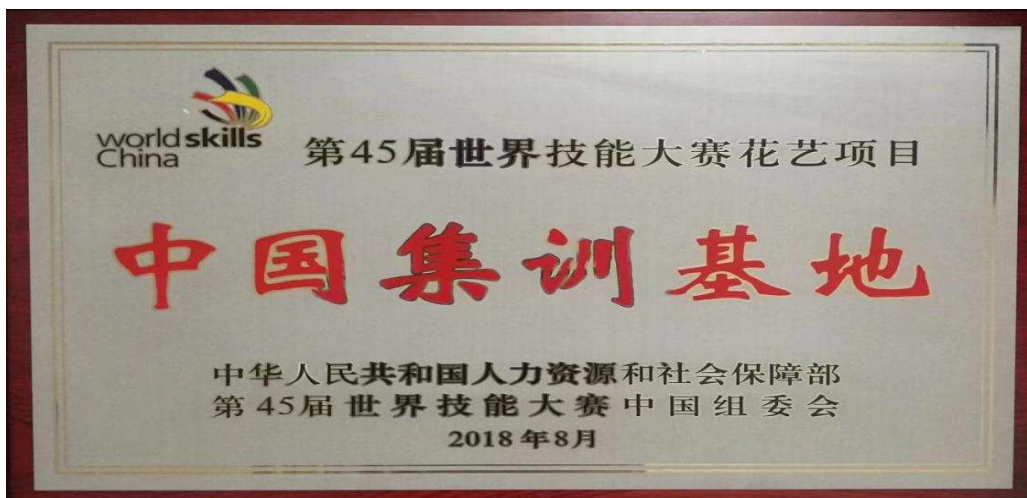 world skills
China
第45届世界技能大赛花艺项目
中国集训基地
中华人民共和国人力资源和社会保障部
第45届世界技能大赛中国组委会
2018年8月